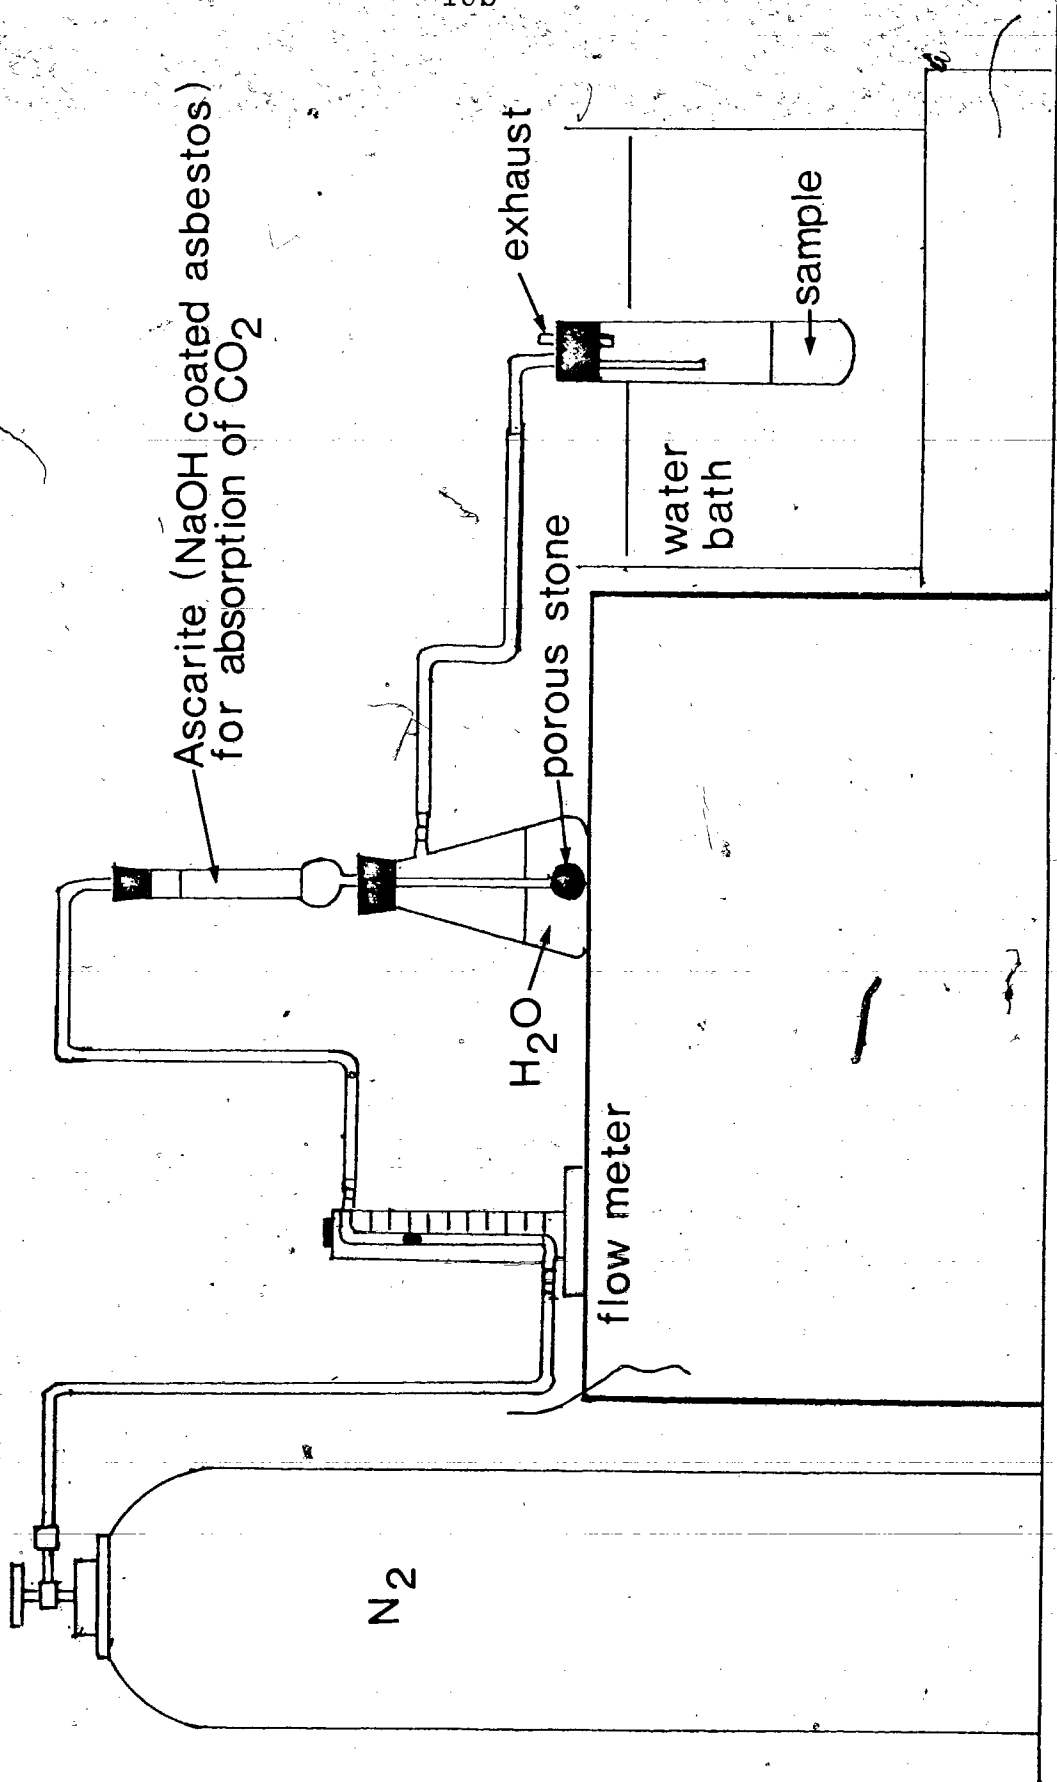 Ascarite (NaOH coated asbestos)
for absorption of CO2
exhaust
sample
water
bath
porous stone
H2O
flow meter
N2